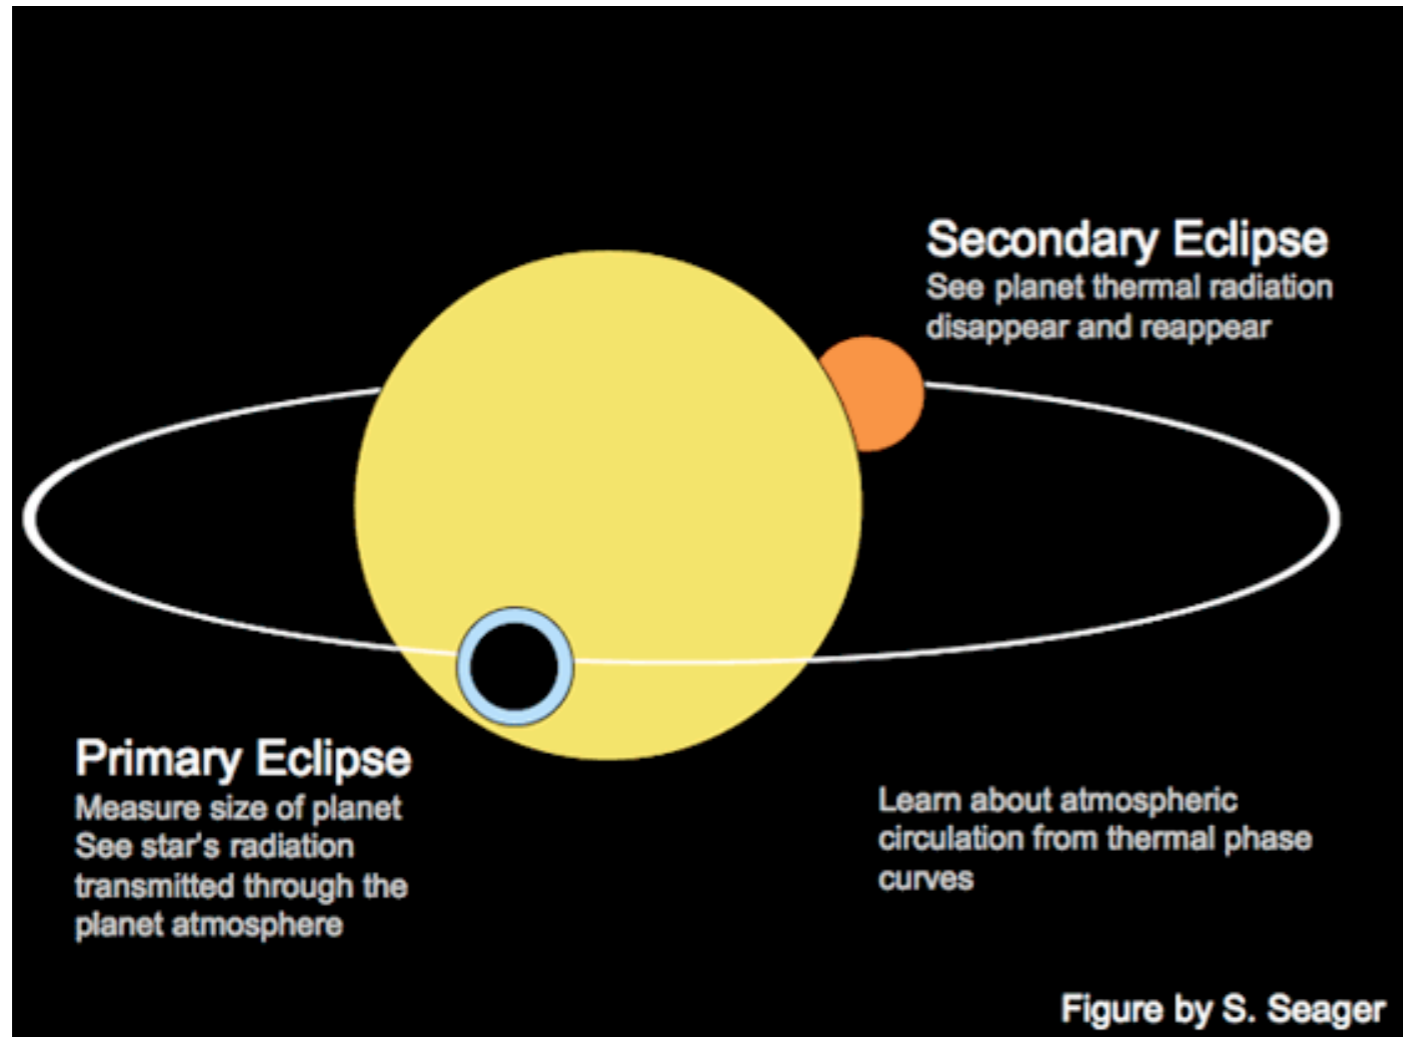 Secondary Eclipse
See planet thermal radiation
disappear and reappear
Primary Eclipse
Measure size of planet
See star's radiation
transmitted through the
planet atmosphere
Learn about atmospheric
circulation from thermal phase
curves
Figure by S. Seager